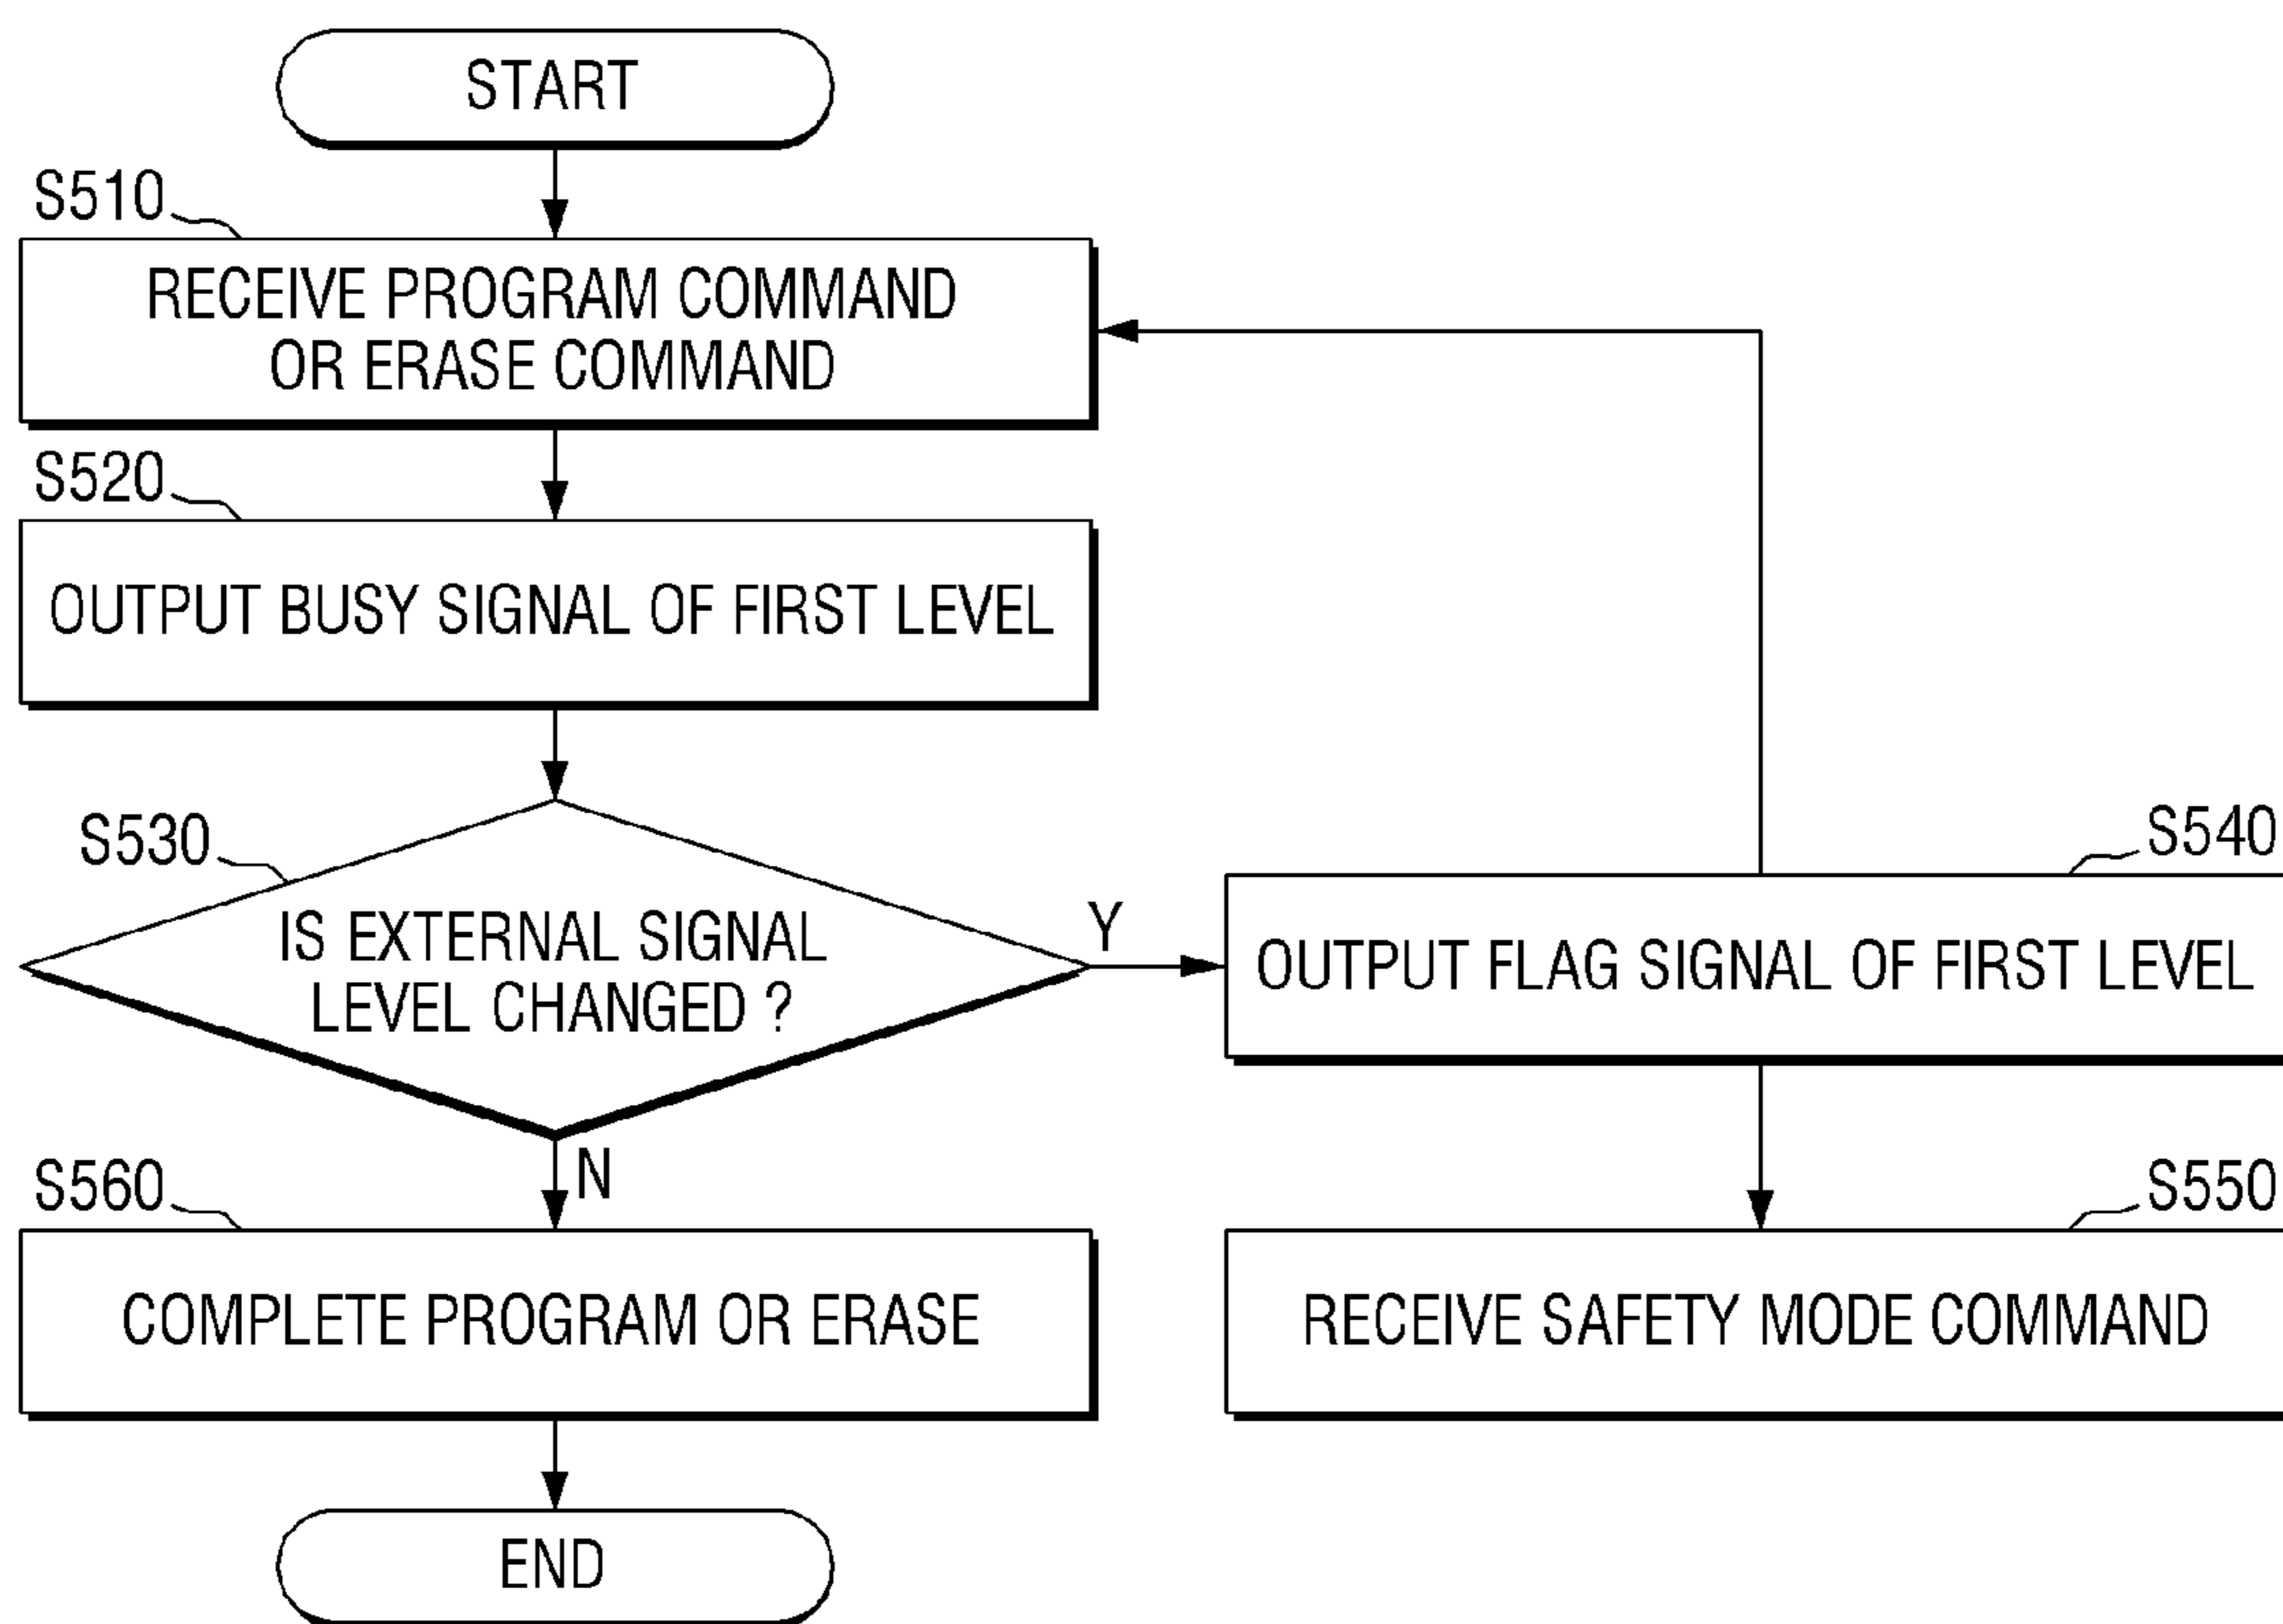 START
S510
RECEIVE PROGRAM COMMAND
OR ERASE COMMAND
S520
OUTPUT BUSY SIGNAL OF FIRST LEVEL
S530
IS EXTERNAL SIGNAL
LEVEL CHANGED ?
Y
N
S540
OUTPUT FLAG SIGNAL OF FIRST LEVEL
S550
RECEIVE SAFETY MODE COMMAND
S560
COMPLETE PROGRAM OR ERASE
END